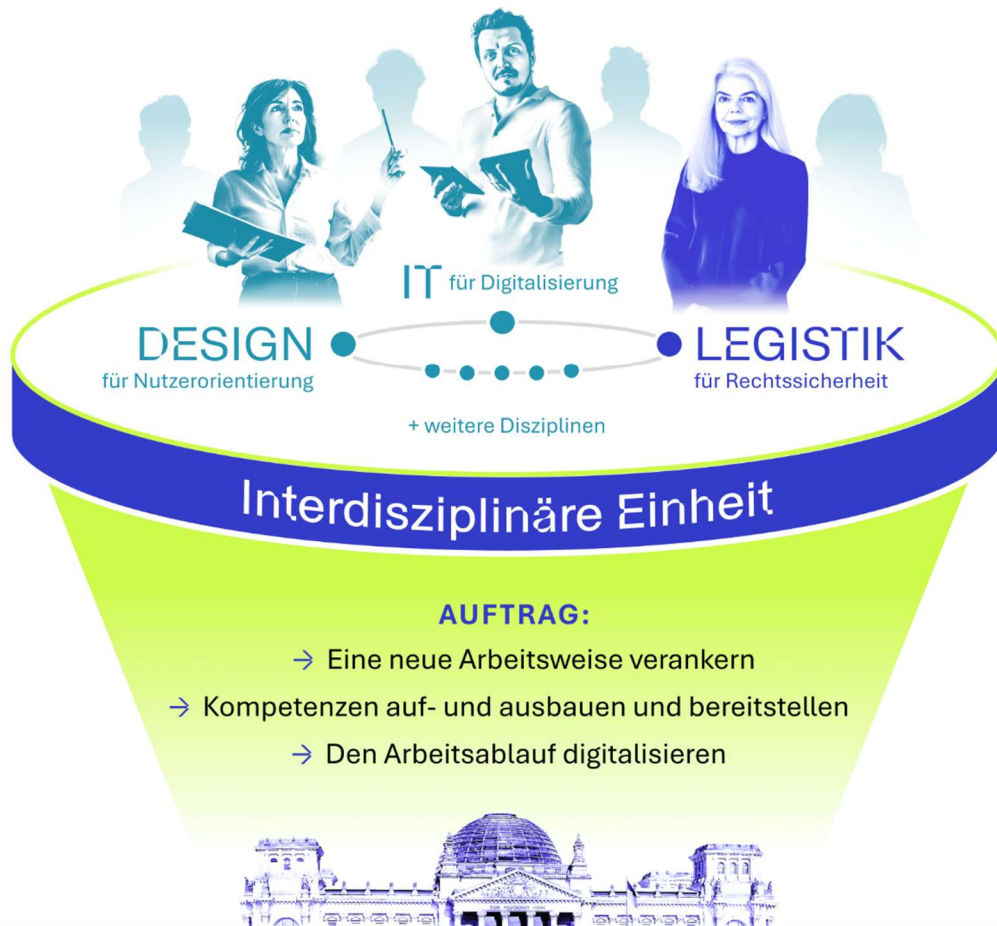 IT für Digitalisierung
DESIGN
für Nutzerorientierung
LEGISTIK
für Rechtssicherheit
+ weitere Disziplinen
Interdisziplinäre Einheit
AUFTRAG:
→ Eine neue Arbeitsweise verankern
→ Kompetenzen auf- und ausbauen und bereitstellen
→ Den Arbeitsablauf digitalisieren